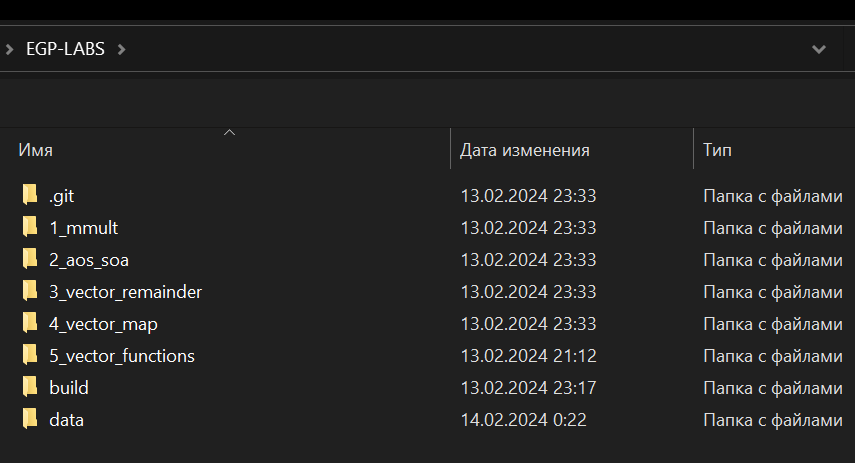 EGP-LABS
Имя Дата изменения Тип
.git 13.02.2024 23:33 Папка с файлами
1_mmult 13.02.2024 23:33 Папка с файлами
2_aos_soa 13.02.2024 23:33 Папка с файлами
3_vector_remainder 13.02.2024 23:33 Папка с файлами
4_vector_map 13.02.2024 23:33 Папка с файлами
5_vector_functions 13.02.2024 21:12 Папка с файлами
build 13.02.2024 23:17 Папка с файлами
data 14.02.2024 0:22 Папка с файлами